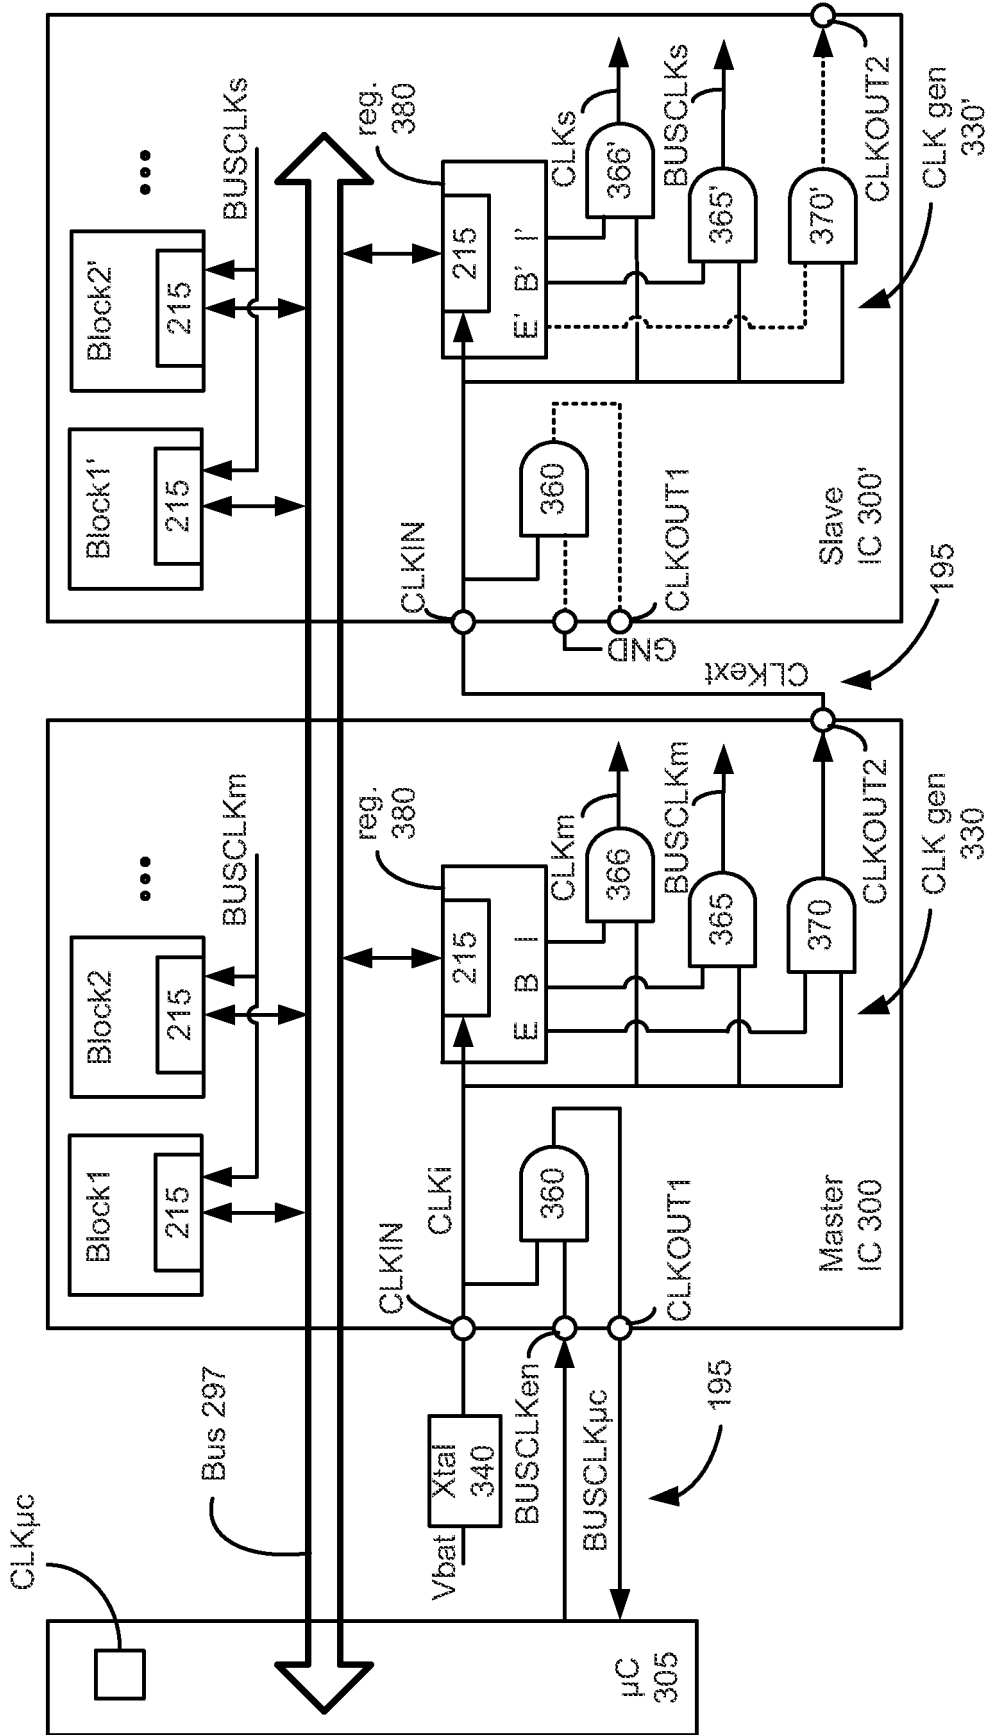 CLKµc
Bus 297
µC
305
Vbat
Xtal
340
BUSCLKen
BUSCLKµc
195
Block1
215
Block2
215
•••
BUSCLKm
CLKIN
CLKi
360
CLKOUT1
Master
IC 300
reg.
380
215
E
B
I
366
CLKm
365
BUSCLKm
370
CLKOUT2
CLK gen
330
CLKext
195
Block1'
215
Block2'
215
•••
BUSCLKs
CLKIN
360
GND
CLKOUT1
Slave
IC 300'
reg.
380
215
E'
B'
I'
366'
CLKs
365'
BUSCLKs
370'
CLKOUT2
CLK gen
330'